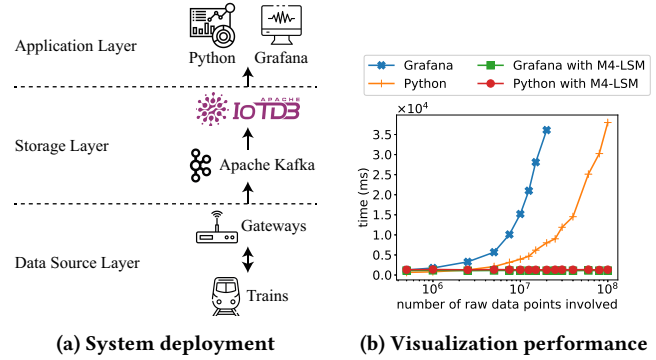 Application Layer
Python
Grafana
Storage Layer
APACHE
IoTDB
Apache Kafka
Gateways
Data Source Layer
Trains
(a) System deployment
Grafana
Python
Grafana with M4-LSM
Python with M4-LSM
×10⁴
time (ms)
3.5
3.0
2.5
2.0
1.5
1.0
0.5
0.0
10⁶
10⁷
10⁸
number of raw data points involved
(b) Visualization performance